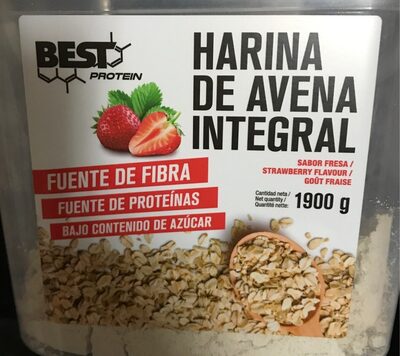 BEST
PROTEIN
HARINA
DE AVENA
INTEGRAL
SABOR FRESA /
STRAWBERRY FLAVOUR /
GOÛT FRAISE
FUENTE DE FIBRA
FUENTE DE PROTEÍNAS
BAJO CONTENIDO DE AZÚCAR
Cantidad neta /
Net quantity /
Quantité nette: 1900 g